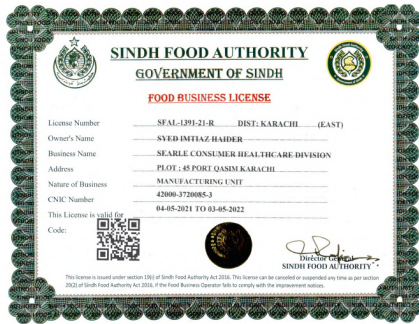 SINDH FOOD AUTHORITY
GOVERNMENT OF SINDH
FOOD BUSINESS LICENSE
License Number SFAL-1391-21-R DIST: KARACHI (EAST)
Owner's Name SYED IMTIAZ HAIDER
Business Name SEARLE CONSUMER HEALTHCARE DIVISION
Address PLOT : 45 PORT QASIM KARACHI
Nature of Business MANUFACTURING UNIT
CNIC Number 42000-3720085-3
This License is valid for 04-05-2021 TO 03-05-2022
Code:
Director General
SINDH FOOD AUTHORITY
This license is issued under section 19(i) of Sindh Food Authority Act 2016. This license can be canceled or suspended any time as per section
20(2) of Sindh Food Authority Act 2016, if the Food Business Operator fails to comply with the improvement notices.